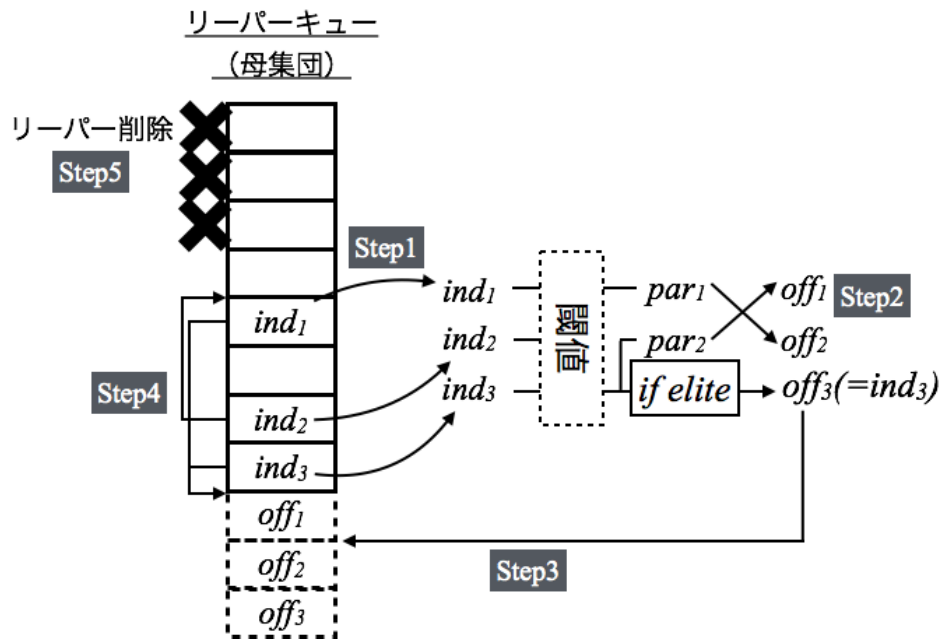 リーパーキュー
（母集団）
リーパー削除
Step5
Step1
ind1
ind2
ind3
閾値
par1
par2
if elite
off1
Step2
off2
off3(=ind3)
Step4
ind1
ind2
ind3
off1
off2
off3
Step3